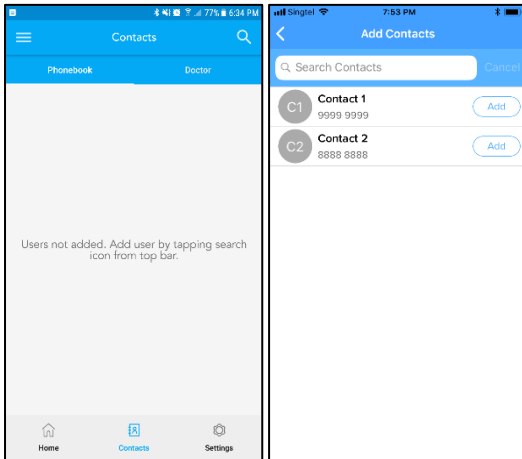 77% 6:34 PM
Contacts
Phonebook Doctor
Users not added. Add user by tapping search
icon from top bar.
Home Contacts Settings
Singtel 7:53 PM
Add Contacts
Search Contacts Cancel
C1 Contact 1 Add
9999 9999
C2 Contact 2 Add
8888 8888